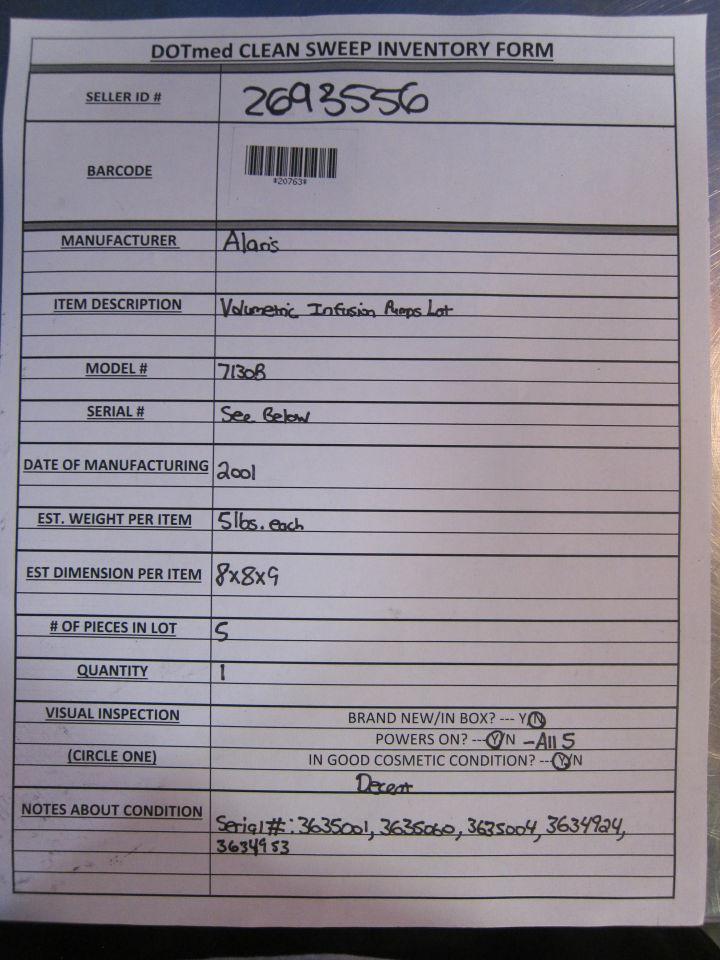 DOTmed CLEAN SWEEP INVENTORY FORM
SELLER ID # 2693556
BARCODE
*20763*
MANUFACTURER Alaris
ITEM DESCRIPTION Volumetric Infusion Pumps Lot
MODEL # 7130B
SERIAL # See Below
DATE OF MANUFACTURING 2001
EST. WEIGHT PER ITEM 5 lbs. each
EST DIMENSION PER ITEM 8x8x9
# OF PIECES IN LOT 5
QUANTITY 1
VISUAL INSPECTION BRAND NEW/IN BOX? --- Y/N
POWERS ON? --- Y/N - All 5
(CIRCLE ONE) IN GOOD COSMETIC CONDITION? --- Y/N
Decent
NOTES ABOUT CONDITION Serial #: 3635001, 3635060, 3635004, 3634924,
3634953